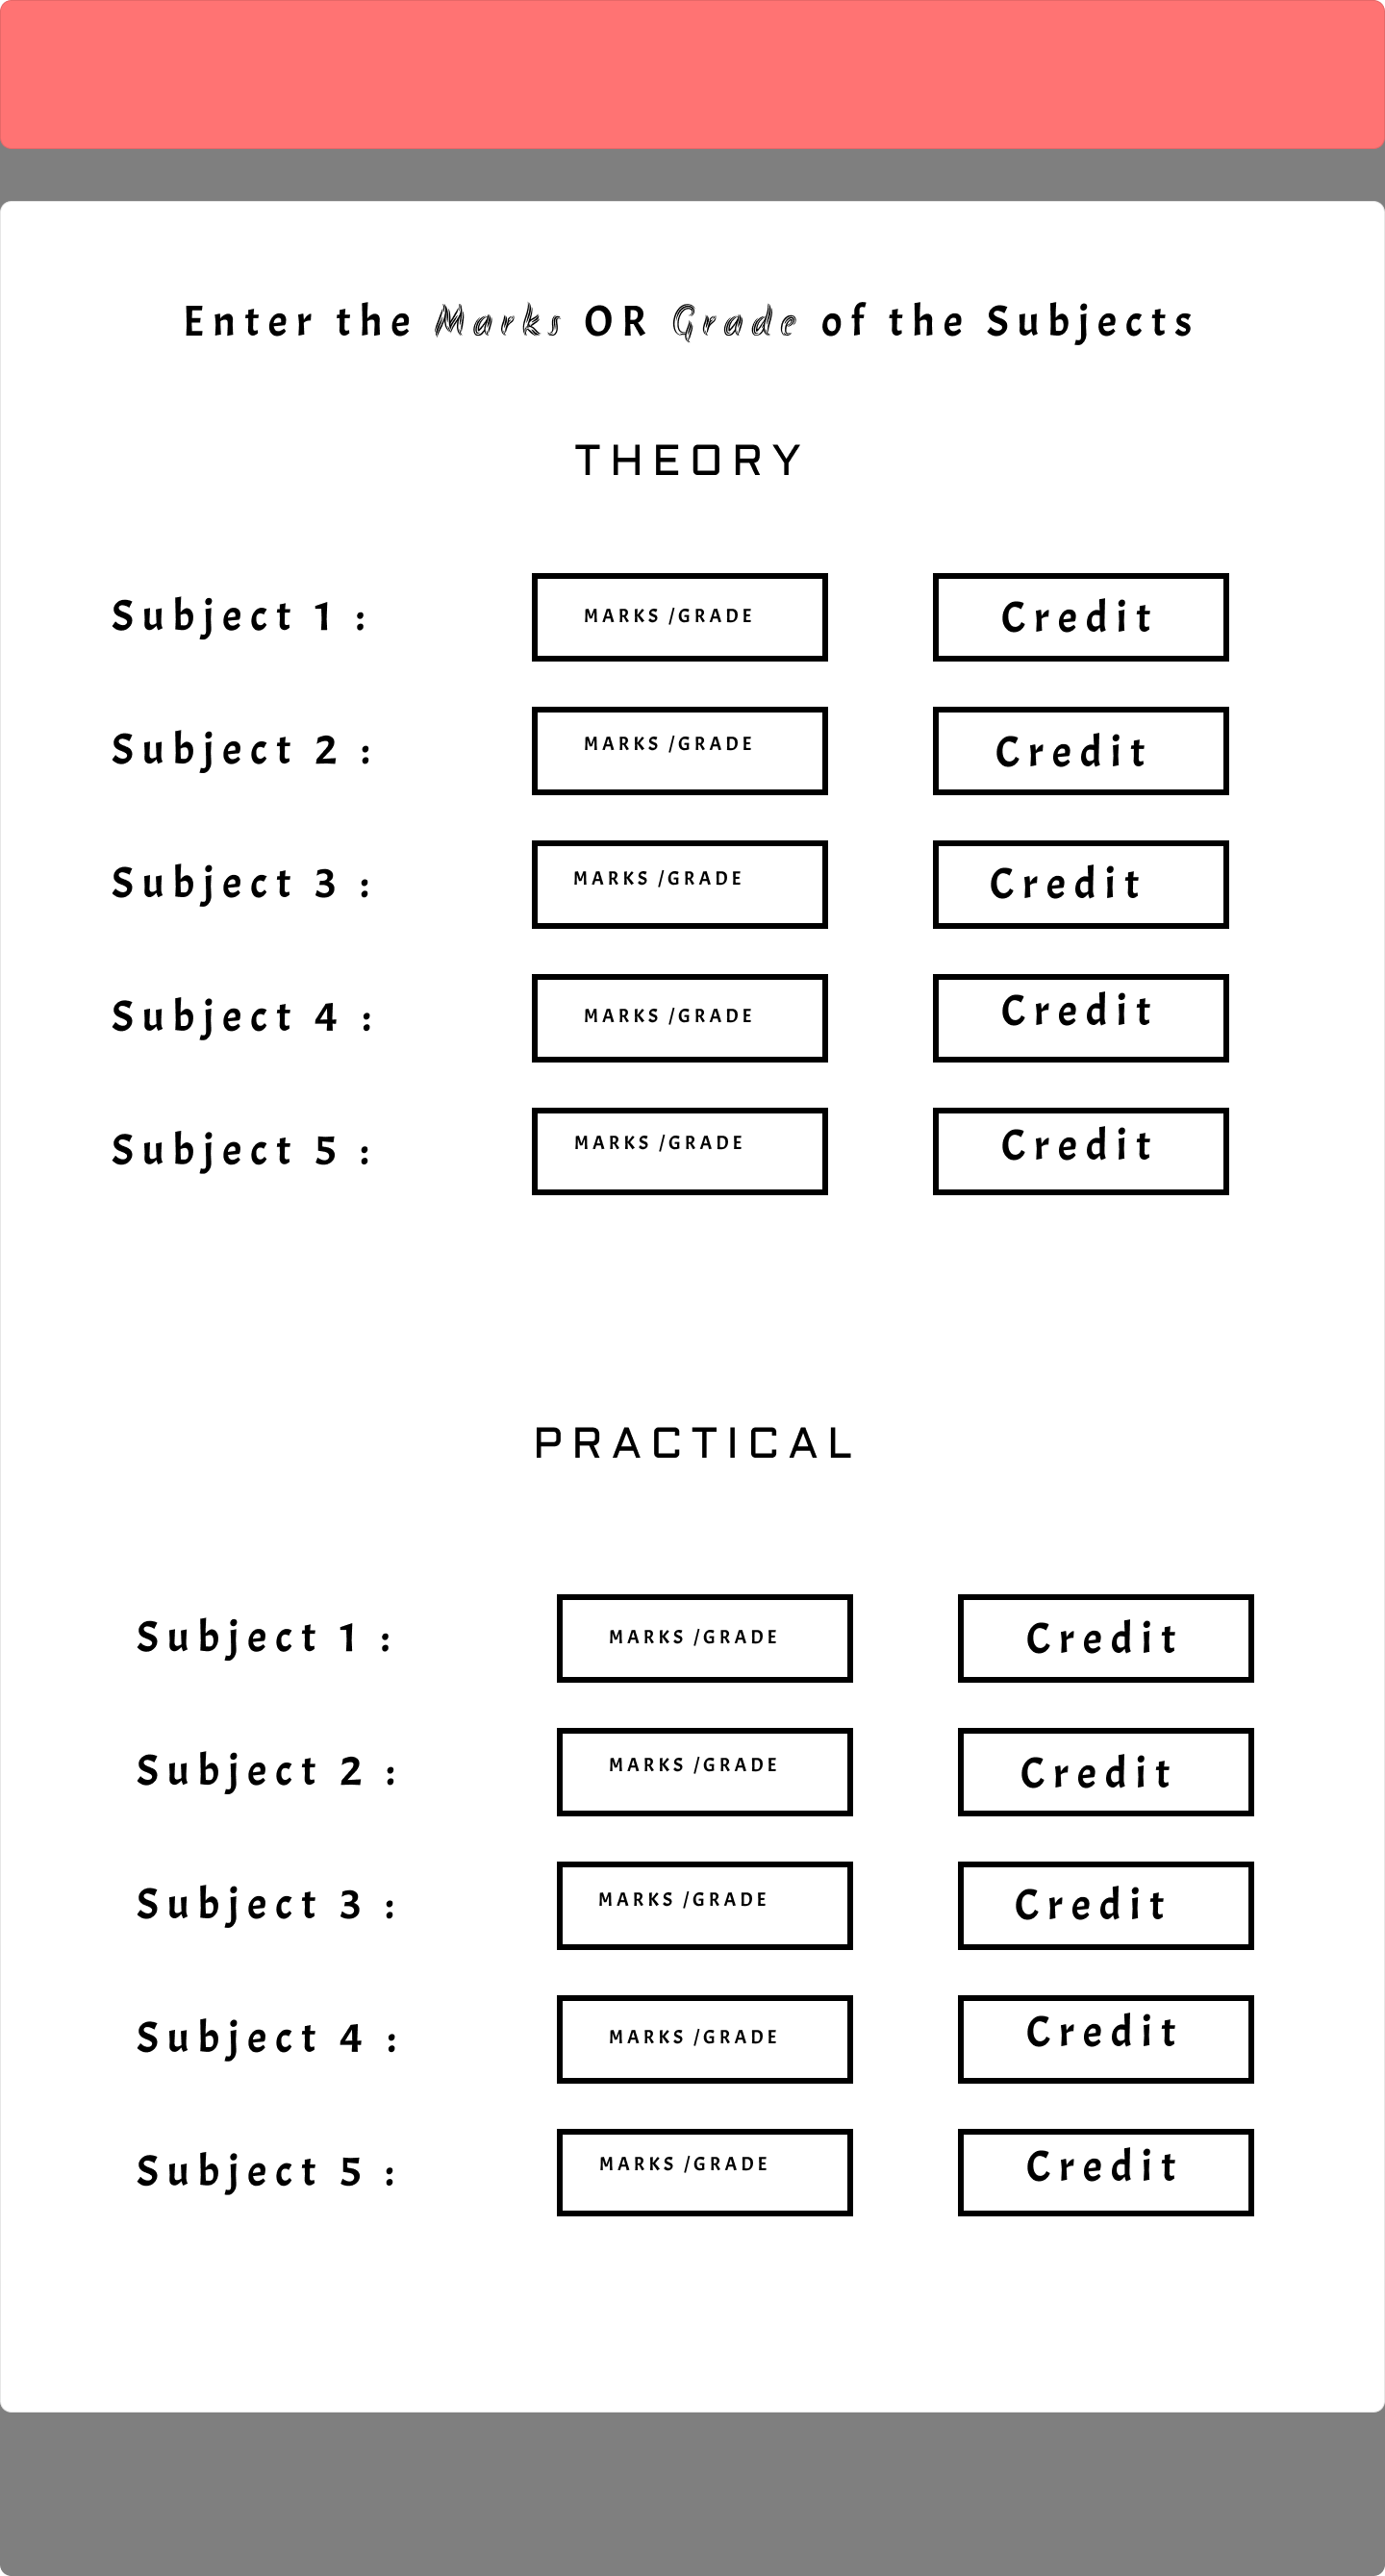 Enter the Marks OR Grade of the Subjects
THEORY
Subject 1 : MARKS /GRADE Credit
Subject 2 : MARKS /GRADE Credit
Subject 3 : MARKS /GRADE Credit
Subject 4 : MARKS /GRADE Credit
Subject 5 : MARKS /GRADE Credit
PRACTICAL
Subject 1 : MARKS /GRADE Credit
Subject 2 : MARKS /GRADE Credit
Subject 3 : MARKS /GRADE Credit
Subject 4 : MARKS /GRADE Credit
Subject 5 : MARKS /GRADE Credit